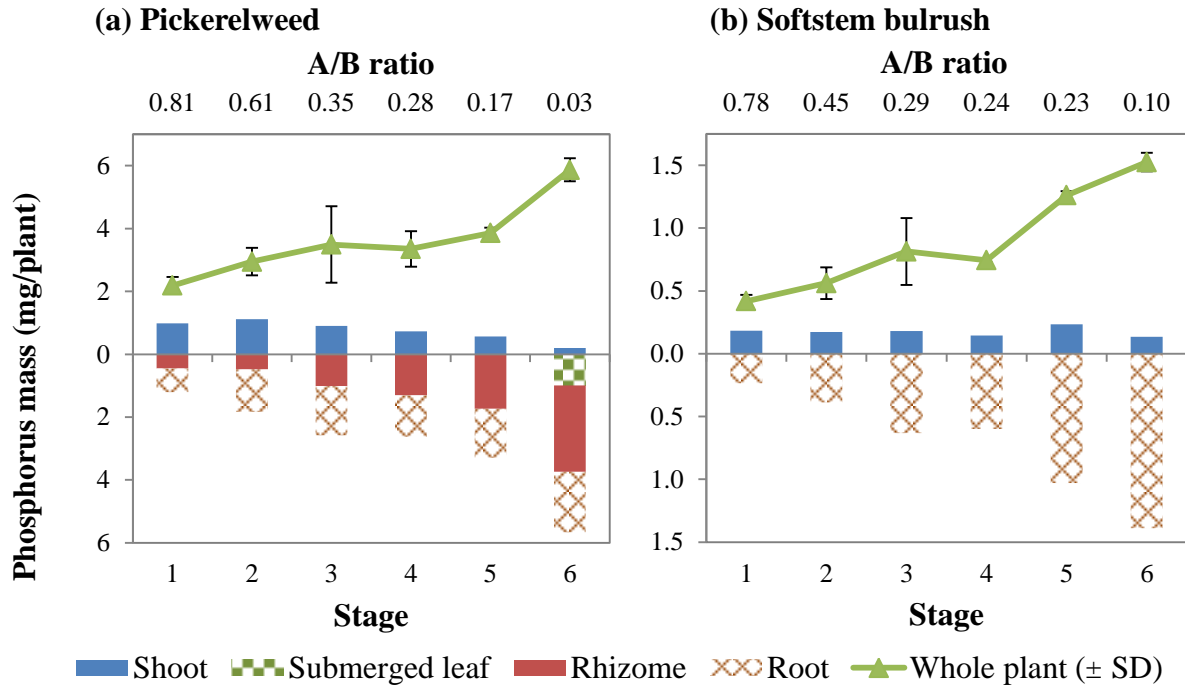 (a) Pickerelweed
A/B ratio
0.81 0.61 0.35 0.28 0.17 0.03
6
4
2
0
2
4
6
1 2 3 4 5 6
Stage
(b) Softstem bulrush
A/B ratio
0.78 0.45 0.29 0.24 0.23 0.10
1.5
1.0
0.5
0.0
0.5
1.0
1.5
1 2 3 4 5 6
Stage
Phosphorus mass (mg/plant)
Shoot Submerged leaf Rhizome Root Whole plant (± SD)